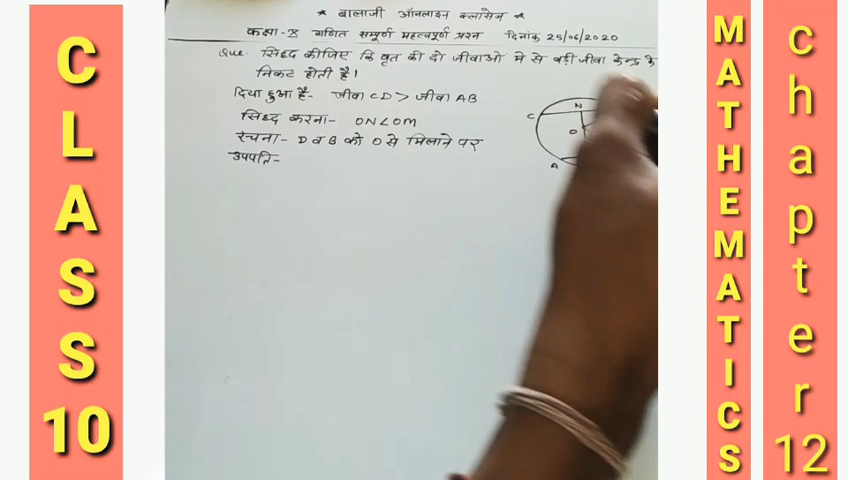 CLASS 10
★ बालाजी ऑनलाइन क्लासेज ★
कक्षा-X गणित सम्पूर्ण महत्वपूर्ण प्रश्न दिनांक 25/06/2020
Que. सिध्द कीजिए कि वृत की दो जीवाओ मे से बड़ी जीवा केन्द्र के
निकट होती है।
दिया हुआ है- जीवा CD > जीवा AB
सिध्द करना- ON<OM
रचना- D व B को O से मिलाने पर
उपपति-
C
N
O
A
MATHEMATICS
chapter 12